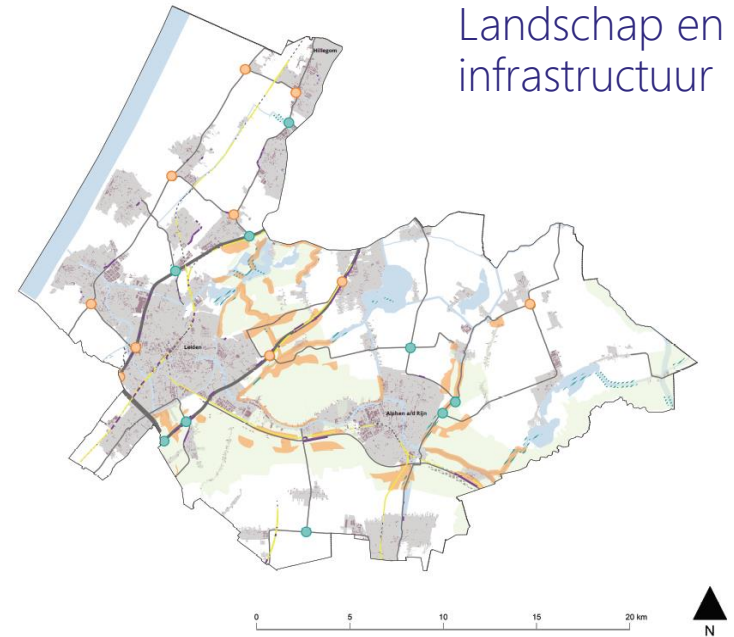 Landschap en
infrastructuur
Hillegom
Leiden
Alphen a/d Rijn
0 5 10 15 20 km
N